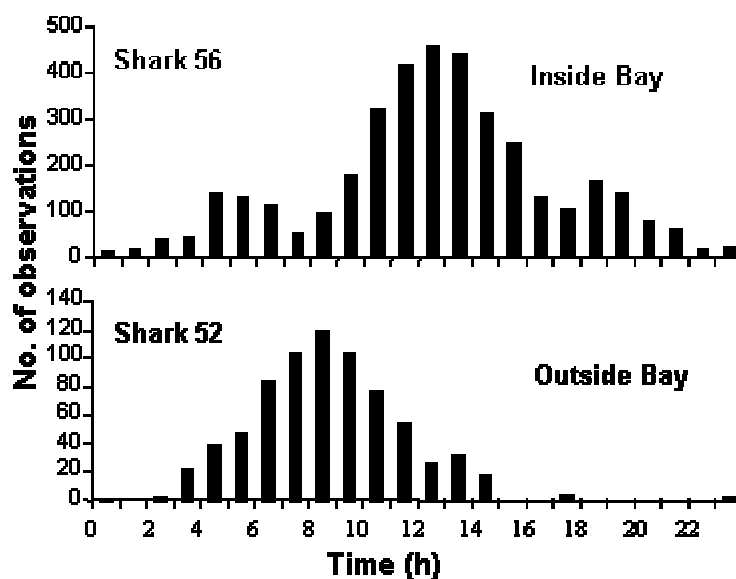 No. of observations
500
400
300
200
100
0
Shark 56
Inside Bay
140
120
100
80
60
40
20
0
Shark 52
Outside Bay
0 2 4 6 8 10 12 14 16 18 20 22
Time (h)